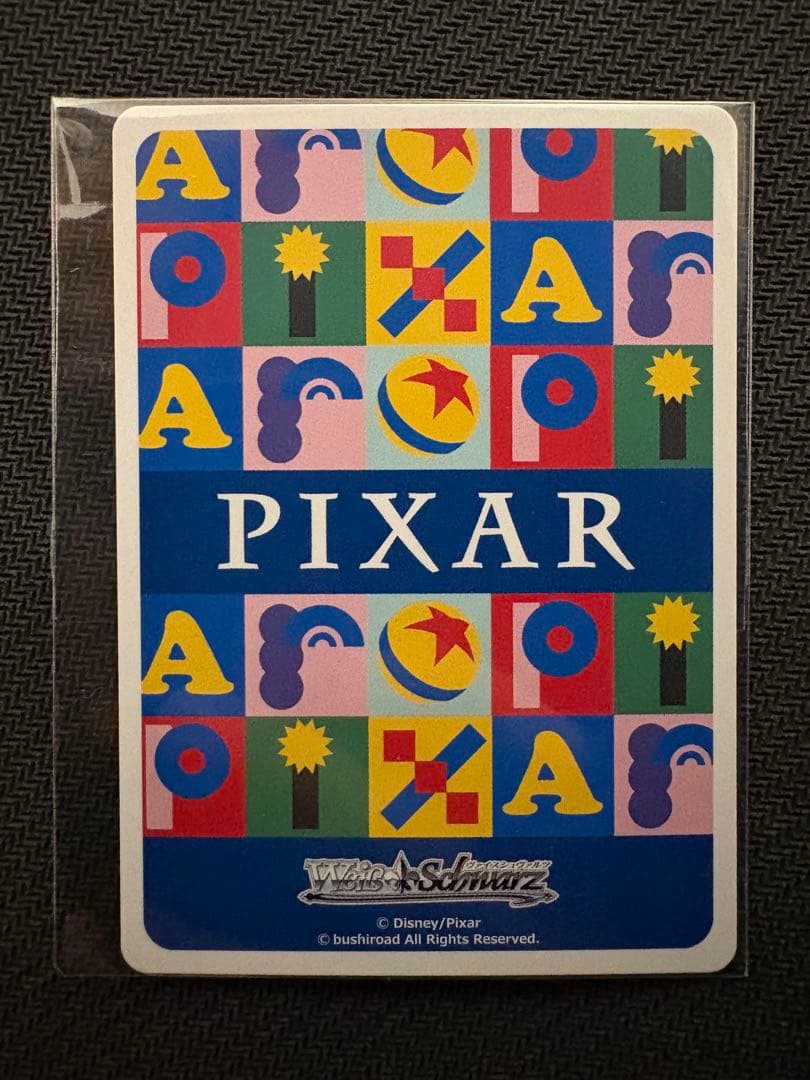 A r p i
p i x A r
A r p i
PIXAR
A r p i
p i x A r
ヴァイスシュヴァルツ
Weiß Schwarz
© Disney/Pixar
© bushiroad All Rights Reserved.